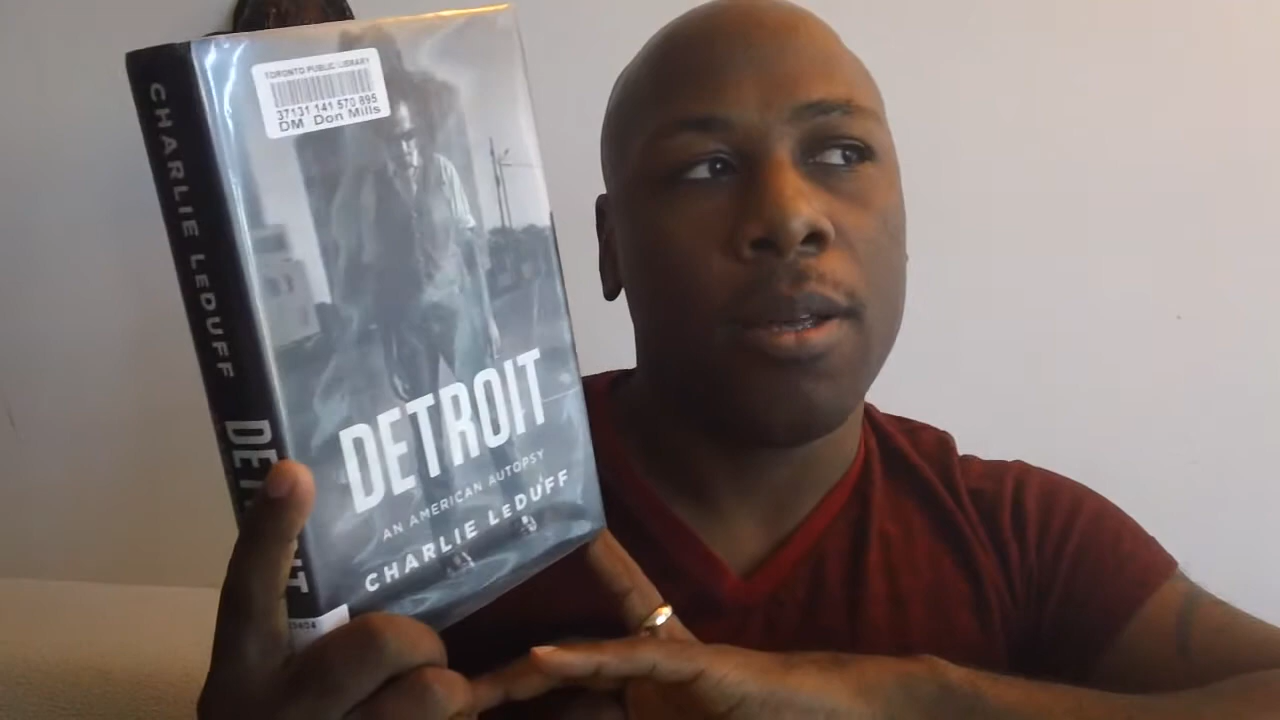 CHARLIE LEDUFF
TORONTO PUBLIC LIBRARY
37131 141 570 895
DM Don Mills
DETROIT
AN AMERICAN AUTOPSY
CHARLIE LEDUFF